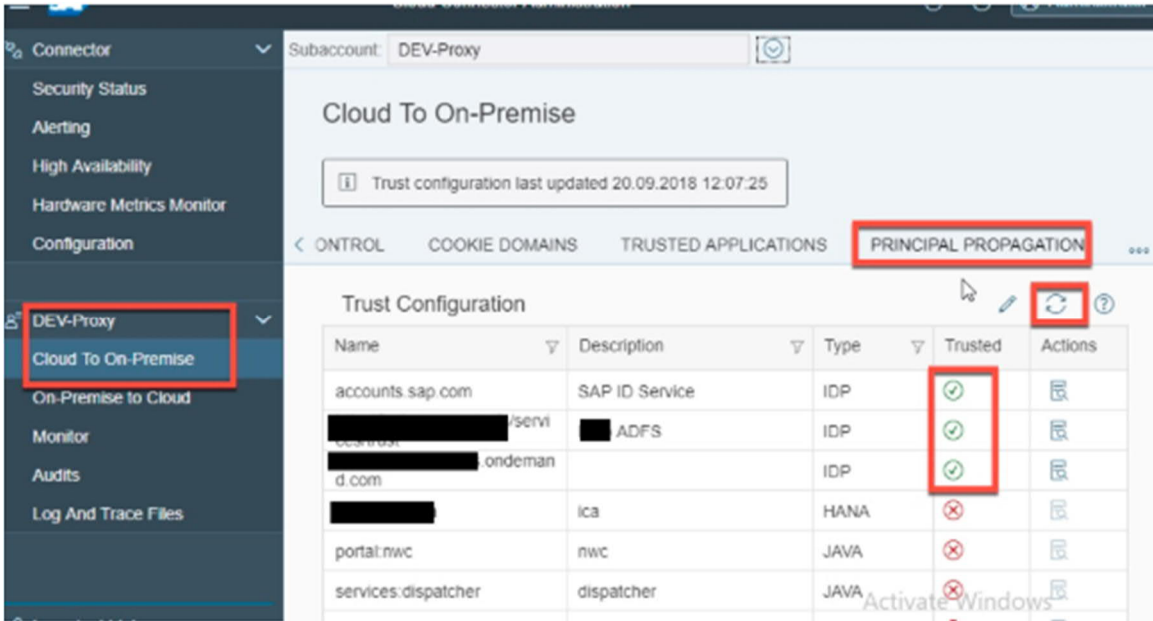 Connector
Subaccount: DEV-Proxy
Security Status
Alerting
High Availability
Hardware Metrics Monitor
Configuration
DEV-Proxy
Cloud To On-Premise
On-Premise to Cloud
Monitor
Audits
Log And Trace Files
Cloud To On-Premise
Trust configuration last updated 20.09.2018 12:07:25
ONTROL COOKIE DOMAINS TRUSTED APPLICATIONS PRINCIPAL PROPAGATION
Trust Configuration
Name Description Type Trusted Actions
accounts.sap.com SAP ID Service IDP
/servi
ADFS IDP
.ondeman
d.com IDP
ica HANA
portal:nwc nwc JAVA
services:dispatcher dispatcher JAVA
Activate Windows